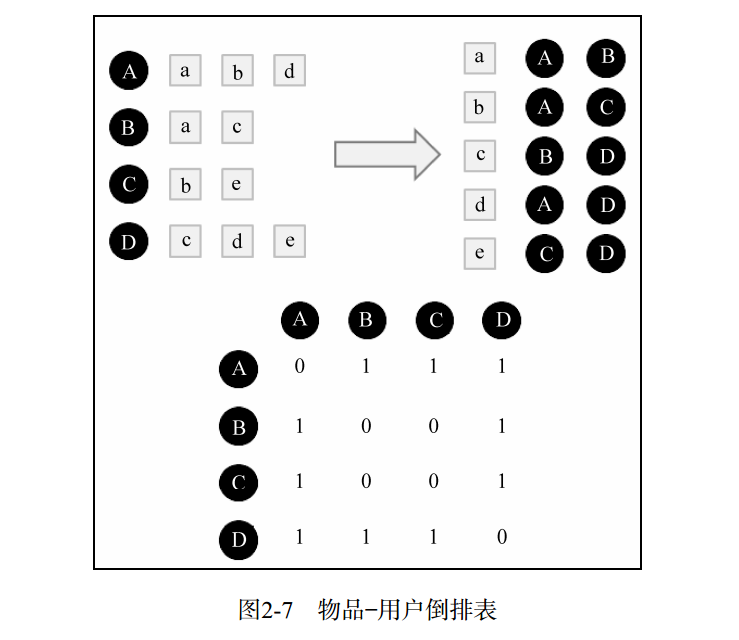 A a b d
B a c
C b e
D c d e
a A B
b A C
c B D
d A D
e C D
A B C D
A 0 1 1 1
B 1 0 0 1
C 1 0 0 1
D 1 1 1 0
图2-7 物品-用户倒排表